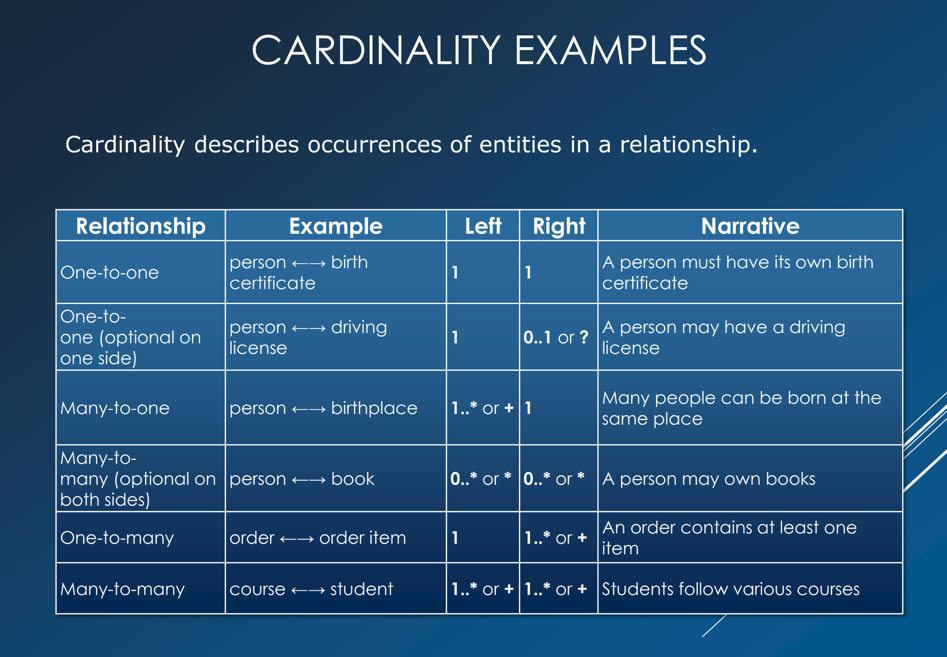 CARDINALITY EXAMPLES
Cardinality describes occurrences of entities in a relationship.
Relationship Example Left Right Narrative
One-to-one person ←→ birth certificate 1 1 A person must have its own birth certificate
One-to-one (optional on one side) person ←→ driving license 1 0..1 or ? A person may have a driving license
Many-to-one person ←→ birthplace 1..* or + 1 Many people can be born at the same place
Many-to-many (optional on both sides) person ←→ book 0..* or * 0..* or * A person may own books
One-to-many order ←→ order item 1 1..* or + An order contains at least one item
Many-to-many course ←→ student 1..* or + 1..* or + Students follow various courses